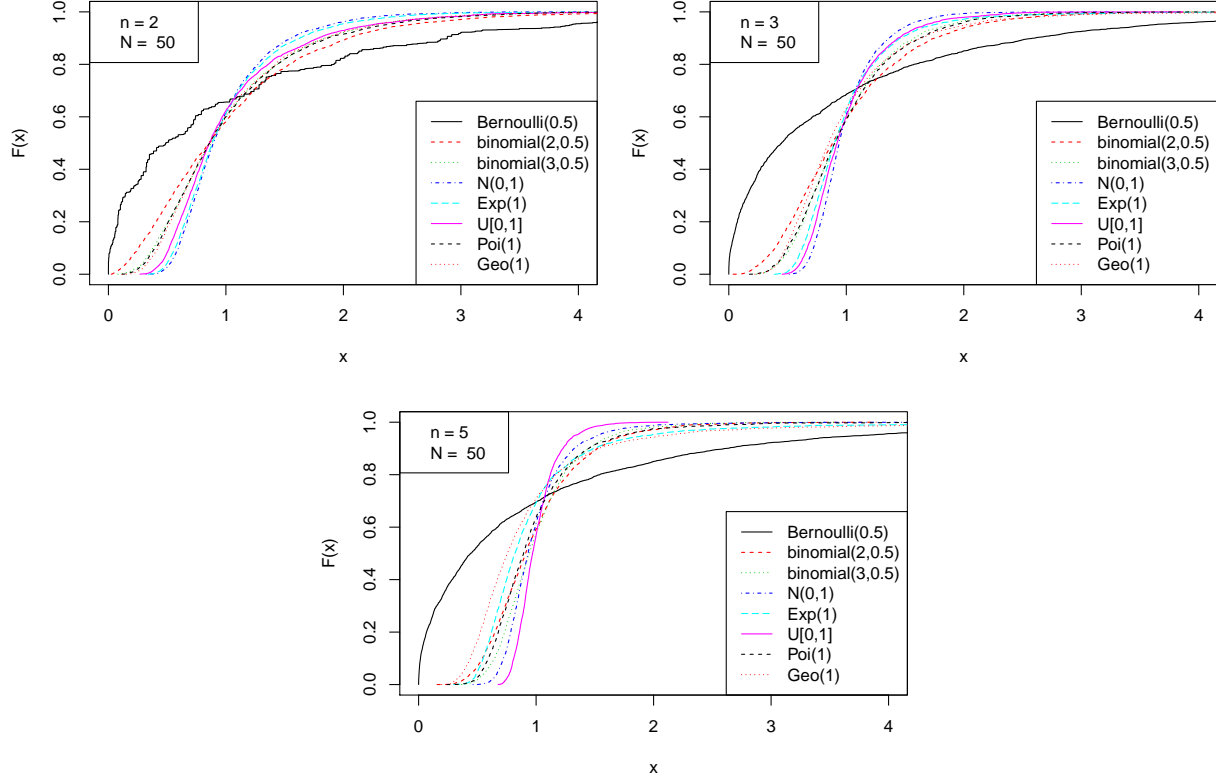 n = 2
N = 50
F(x)
0.0 0.2 0.4 0.6 0.8 1.0
Bernoulli(0.5)
binomial(2,0.5)
binomial(3,0.5)
N(0,1)
Exp(1)
U[0,1]
Poi(1)
Geo(1)
0 1 2 3 4
x
n = 3
N = 50
F(x)
0.0 0.2 0.4 0.6 0.8 1.0
Bernoulli(0.5)
binomial(2,0.5)
binomial(3,0.5)
N(0,1)
Exp(1)
U[0,1]
Poi(1)
Geo(1)
0 1 2 3 4
x
n = 5
N = 50
F(x)
0.0 0.2 0.4 0.6 0.8 1.0
Bernoulli(0.5)
binomial(2,0.5)
binomial(3,0.5)
N(0,1)
Exp(1)
U[0,1]
Poi(1)
Geo(1)
0 1 2 3 4
x